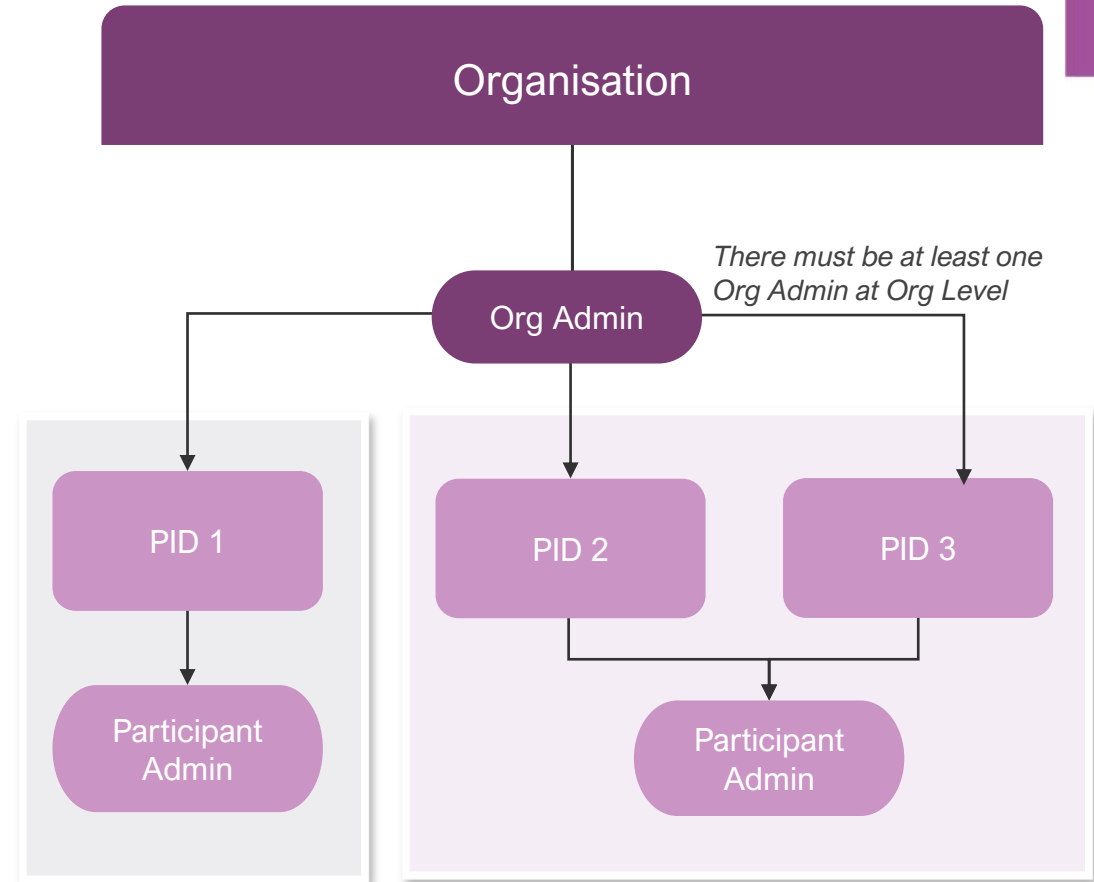 Organisation
There must be at least one
Org Admin at Org Level
Org Admin
PID 1
PID 2
PID 3
Participant
Admin
Participant
Admin